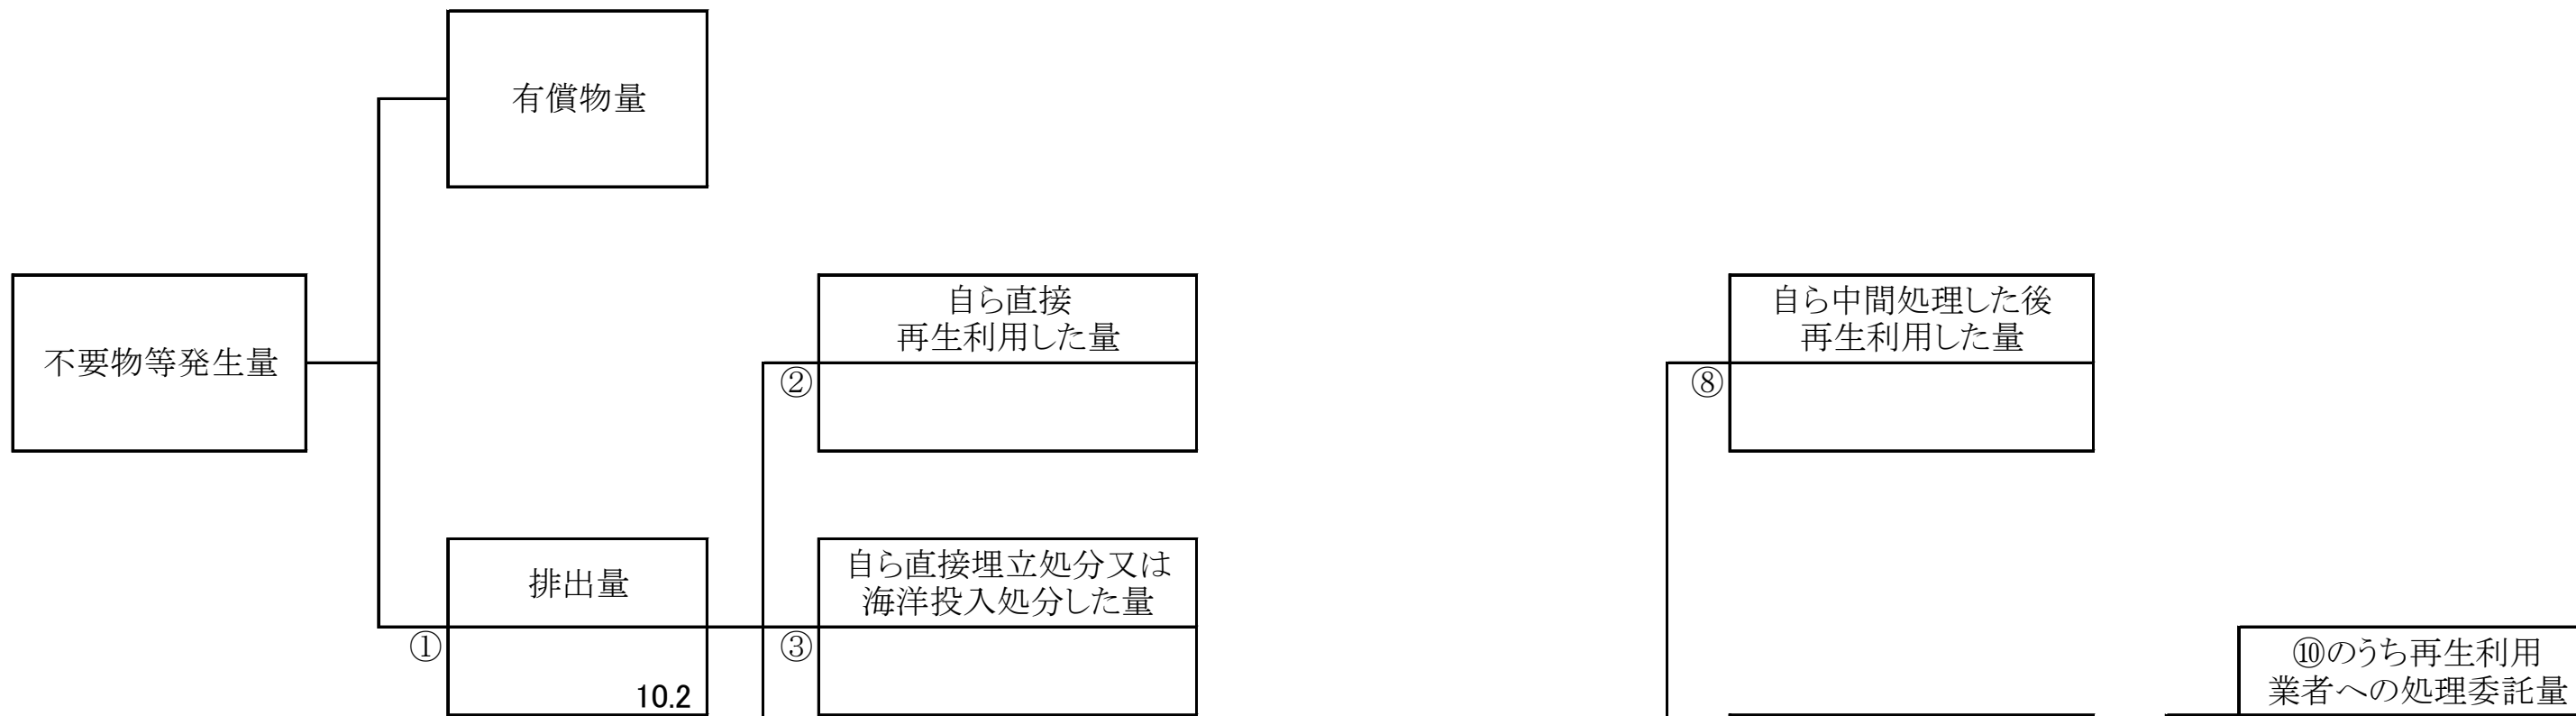 有償物量
不要物等発生量
自ら直接
再生利用した量
②
自ら中間処理した後
再生利用した量
⑧
排出量
①
10.2
自ら直接埋立処分又は
海洋投入処分した量
③
⑩のうち再生利用
業者への処理委託量